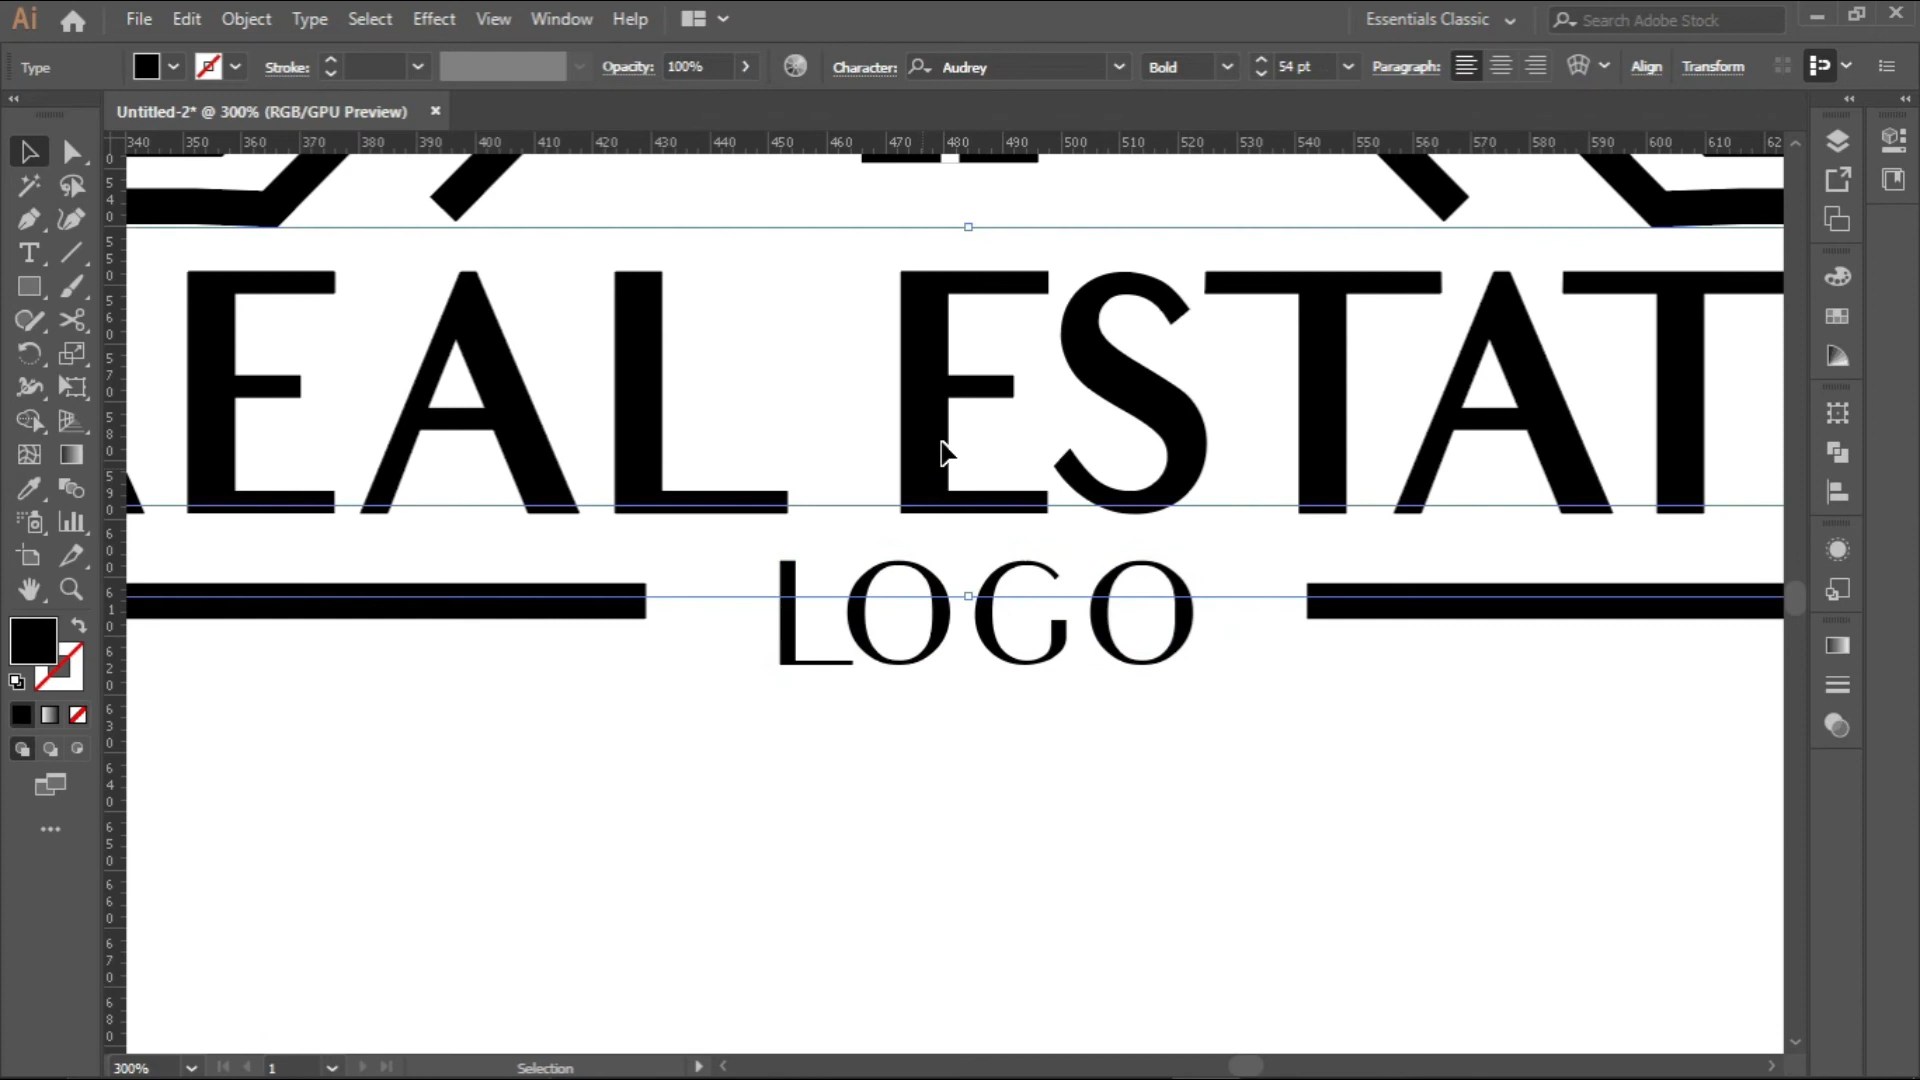 Ai File Edit Object Type Select Effect View Window Help Essentials Classic Search Adobe Stock
Type Stroke: Opacity: 100% Character: Audrey Bold 54 pt Paragraph: Align Transform
Untitled-2* @ 300% (RGB/GPU Preview)
340 350 360 370 380 390 400 410 420 430 440 450 460 470 480 490 500 510 520 530 540 550 560 570 580 590 600 610 62
EAL ESTAT
LOGO
300% 1 Selection